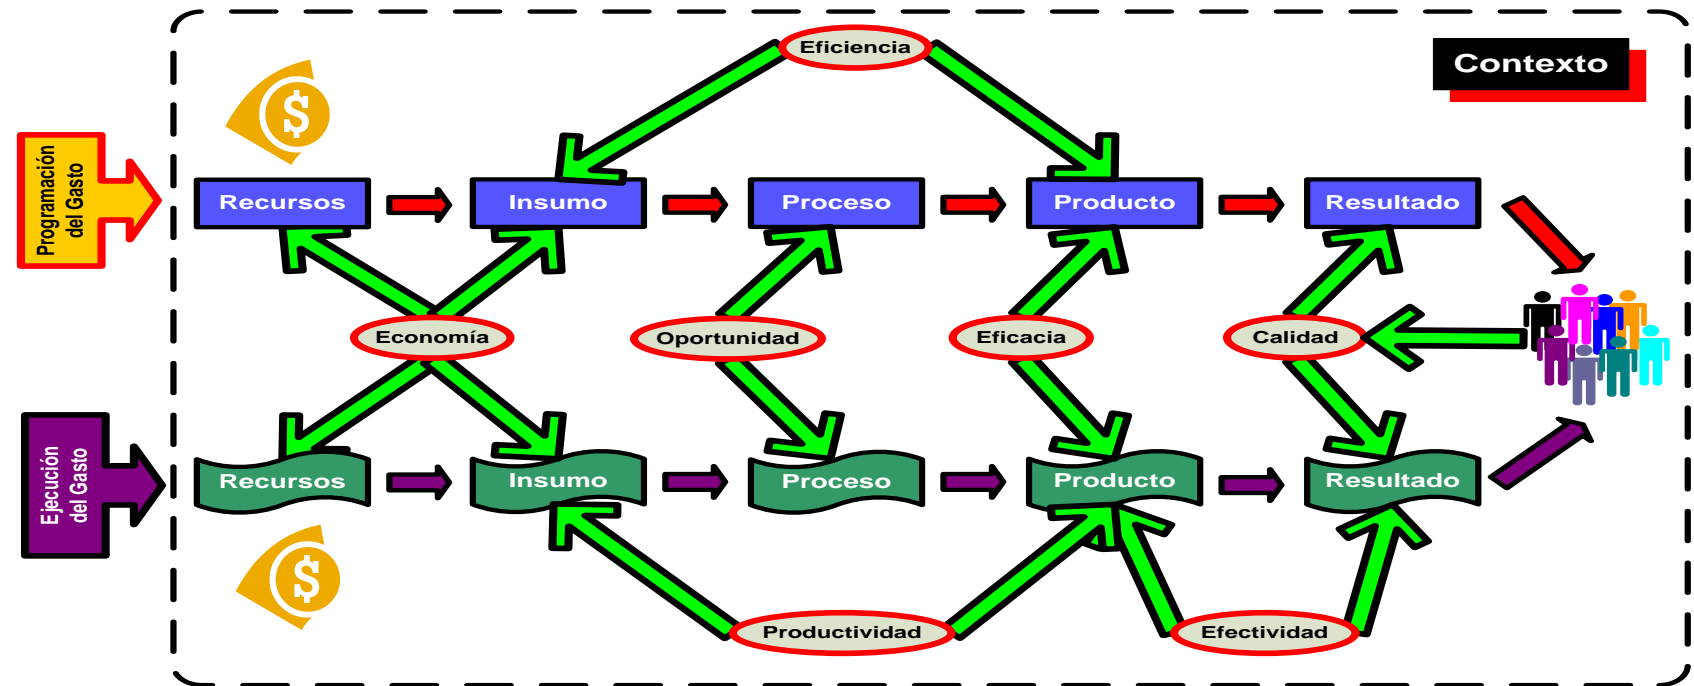 Eficiencia
Contexto
Programación
del Gasto
$
Recursos
Insumo
Proceso
Producto
Resultado
Economía
Oportunidad
Eficacia
Calidad
Ejecución
del Gasto
Recursos
Insumo
Proceso
Producto
Resultado
$
Productividad
Efectividad